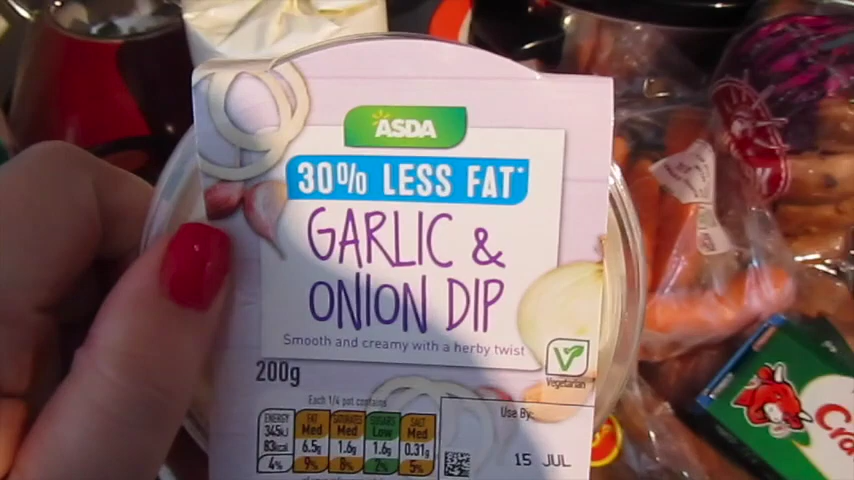 ASDA
30% LESS FAT*
GARLIC &
ONION DIP
Smooth and creamy with a herby twist
200g
Vegetarian
Each 1/4 pot contains
ENERGY FAT SATURATES SUGARS SALT
345kJ Med Med Low Med
83kcal 6.5g 1.6g 1.6g 0.31g
4% 9% 8% 2% 5%
Use By:
15 JUL
Cra